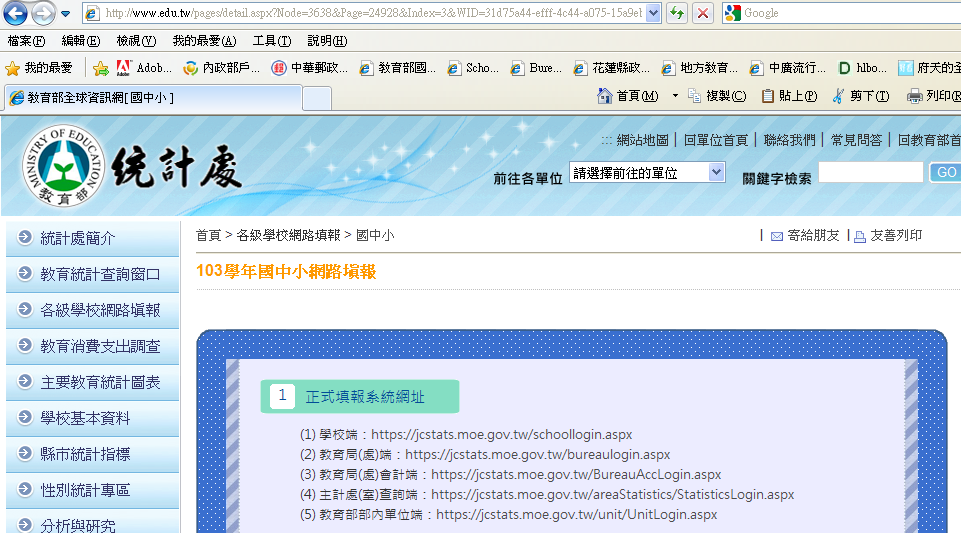 http://www.edu.tw/pages/detail.aspx?Node=3638&Page=24928&Index=3&WID=31d75a44-efff-4c44-a075-15a9el
Google
檔案(F) 編輯(E) 檢視(V) 我的最愛(A) 工具(T) 說明(H)
我的最愛 Adob... 內政部戶... 中華郵政... 教育部國... Scho... Bure... 花蓮縣政... 地方教育... 中廣流行... hlbo... 府天的全
教育部全球資訊網[ 國中小 ]
首頁(M) 複製(C) 貼上(P) 剪下(T) 列印(R
MINISTRY OF EDUCATION 教育部
統計處
::: 網站地圖 | 回單位首頁 | 聯絡我們 | 常見問答 | 回教育部首
前往各單位 請選擇前往的單位 關鍵字檢索 GO
首頁 > 各級學校網路填報 > 國中小
| 寄給朋友 | 友善列印
統計處簡介
教育統計查詢窗口
各級學校網路填報
教育消費支出調查
主要教育統計圖表
學校基本資料
縣市統計指標
性別統計專區
分析與研究
103學年國中小網路填報
1 正式填報系統網址
(1) 學校端：https://jcstats.moe.gov.tw/schoollogin.aspx
(2) 教育局(處)端：https://jcstats.moe.gov.tw/bureaulogin.aspx
(3) 教育局(處)會計端：https://jcstats.moe.gov.tw/BureauAccLogin.aspx
(4) 主計處(室)查詢端：https://jcstats.moe.gov.tw/areaStatistics/StatisticsLogin.aspx
(5) 教育部部內單位端：https://jcstats.moe.gov.tw/unit/UnitLogin.aspx